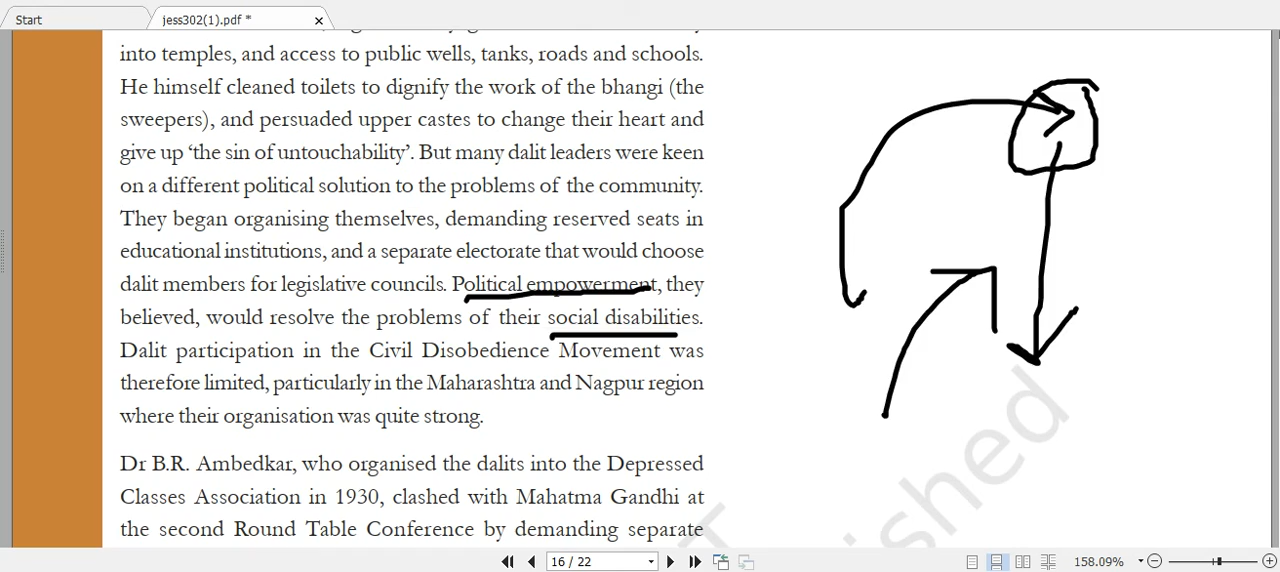 Start
jess302(1).pdf *
into temples, and access to public wells, tanks, roads and schools.
He himself cleaned toilets to dignify the work of the bhangi (the
sweepers), and persuaded upper castes to change their heart and
give up ‘the sin of untouchability’. But many dalit leaders were keen
on a different political solution to the problems of the community.
They began organising themselves, demanding reserved seats in
educational institutions, and a separate electorate that would choose
dalit members for legislative councils. Political empowerment, they
believed, would resolve the problems of their social disabilities.
Dalit participation in the Civil Disobedience Movement was
therefore limited, particularly in the Maharashtra and Nagpur region
where their organisation was quite strong.
Dr B.R. Ambedkar, who organised the dalits into the Depressed
Classes Association in 1930, clashed with Mahatma Gandhi at
the second Round Table Conference by demanding separate
ished
16 / 22
158.09%